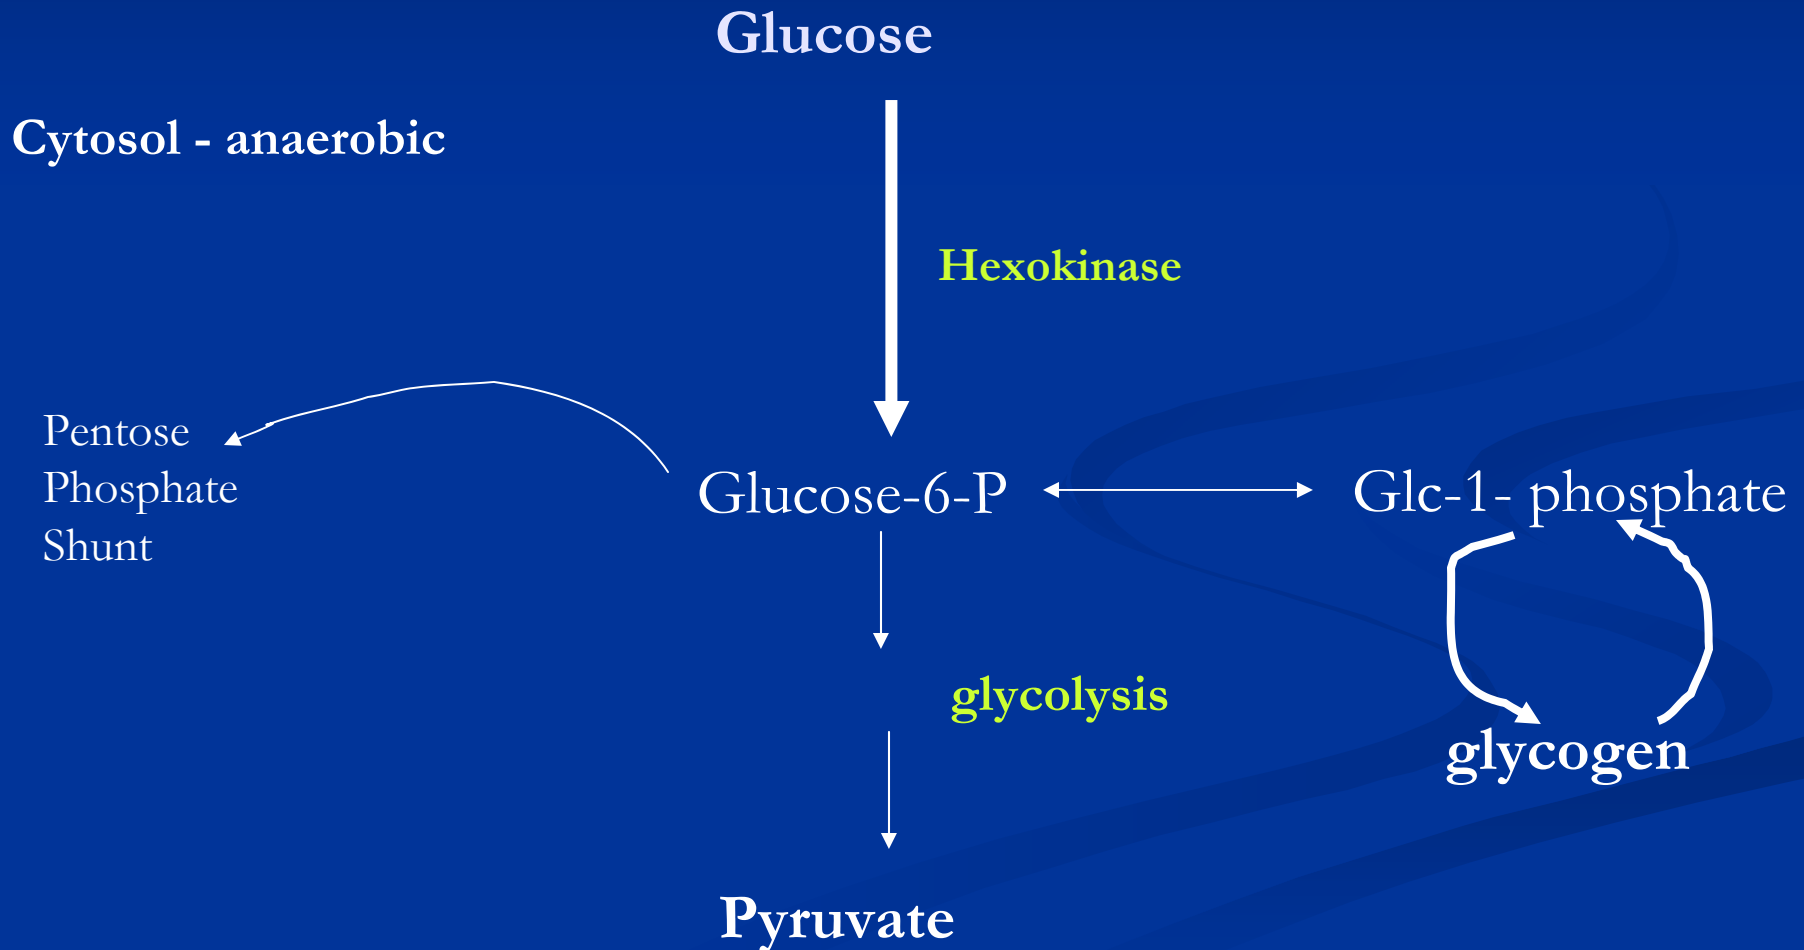 Glucose
Cytosol - anaerobic
Hexokinase
Pentose
Phosphate
Shunt
Glucose-6-P
Glc-1- phosphate
glycolysis
glycogen
Pyruvate